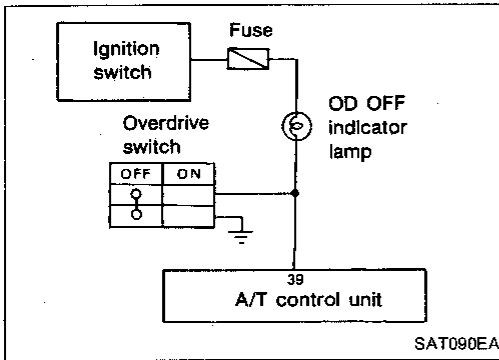 Ignition
switch
Fuse
OD OFF
indicator
lamp
Overdrive
switch
OFF ON
39
A/T control unit
SAT090EA